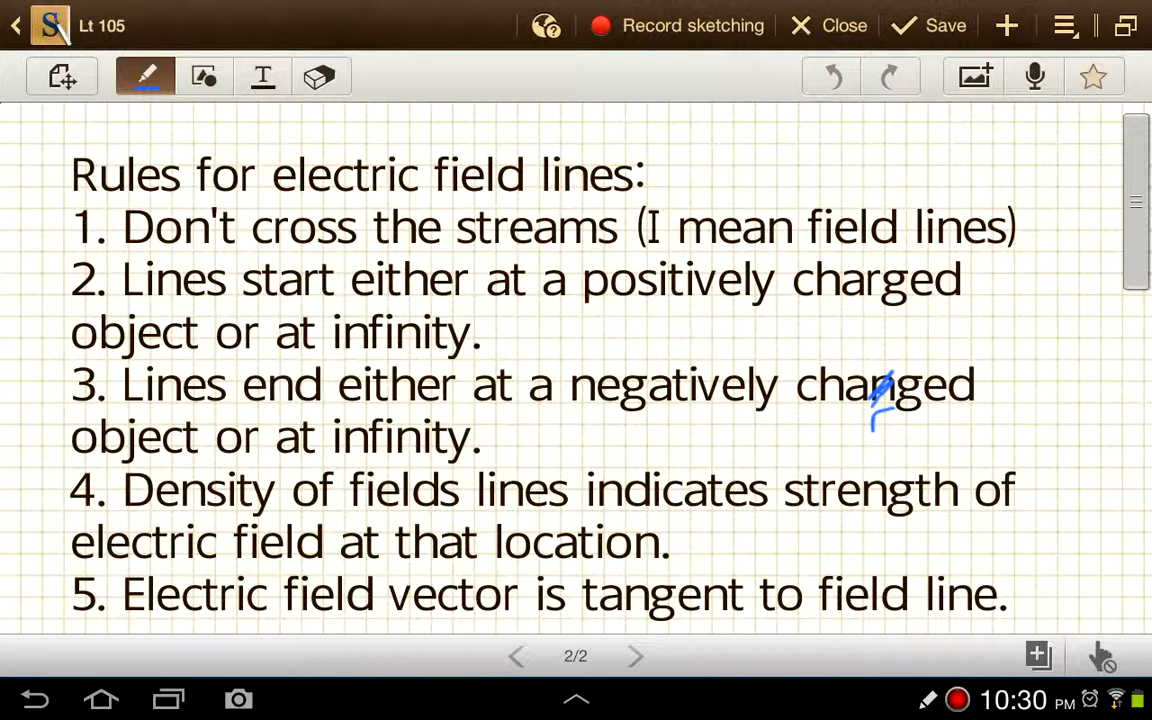 S Lt 105 Record sketching Close Save
T
Rules for electric field lines:
1. Don't cross the streams (I mean field lines)
2. Lines start either at a positively charged
object or at infinity.
3. Lines end either at a negatively changed
r
object or at infinity.
4. Density of fields lines indicates strength of
electric field at that location.
5. Electric field vector is tangent to field line.
2/2
10:30 PM